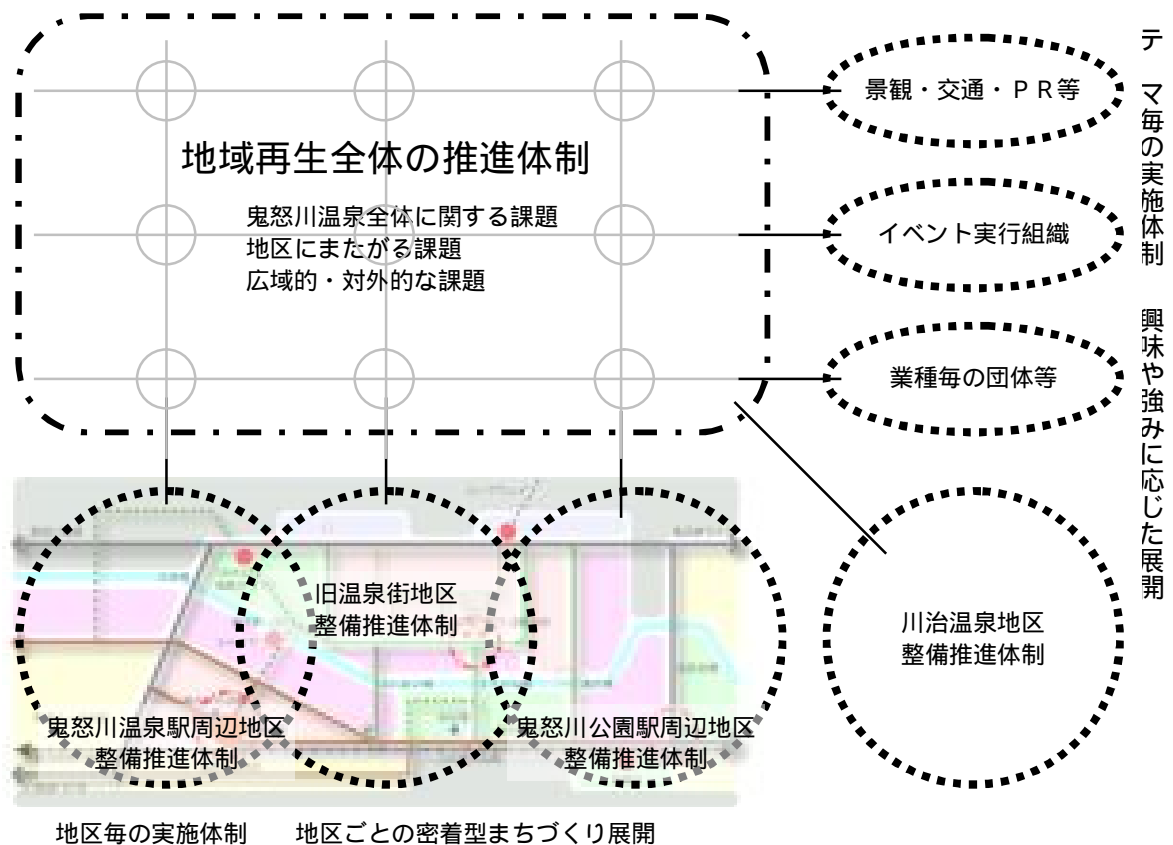 地域再生全体の推進体制
鬼怒川温泉全体に関する課題
地区にまたがる課題
広域的・対外的な課題
景観・交通・ＰＲ等
イベント実行組織
業種毎の団体等
テ マ毎の実施体制
興味や強みに応じた展開
旧温泉街地区
整備推進体制
川治温泉地区
整備推進体制
鬼怒川温泉駅周辺地区
整備推進体制
鬼怒川公園駅周辺地区
整備推進体制
地区毎の実施体制
地区ごとの密着型まちづくり展開